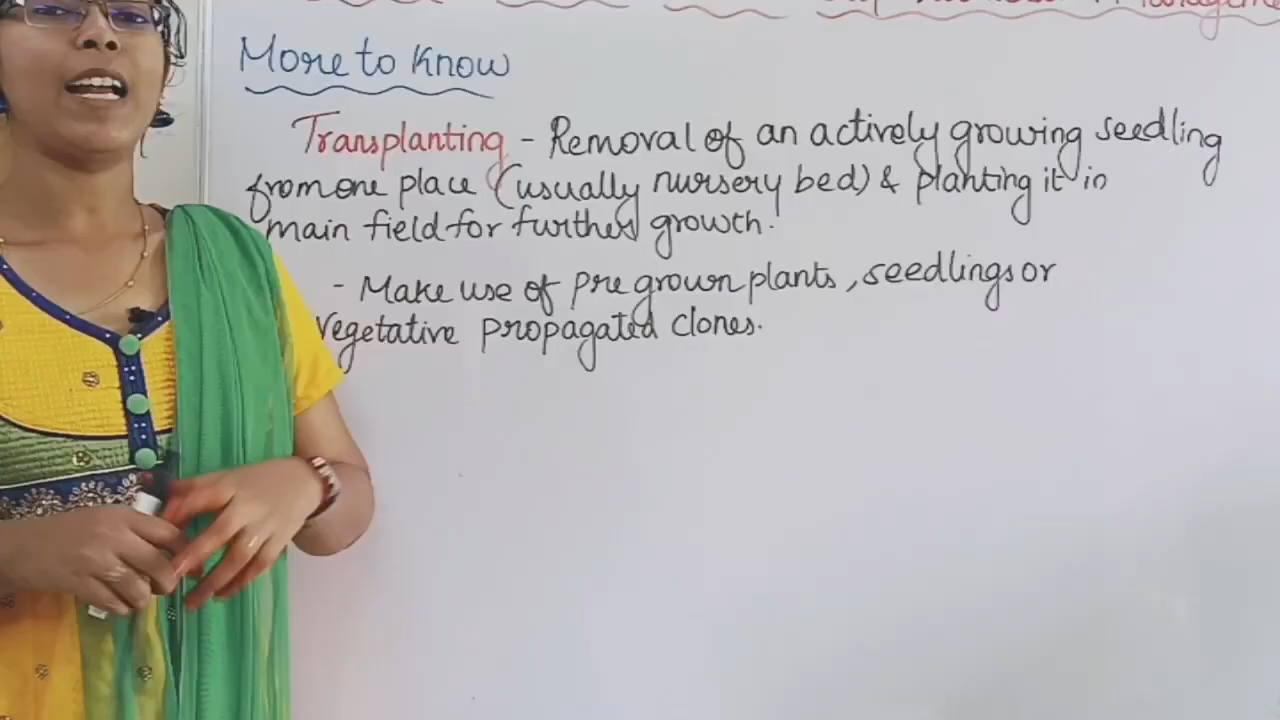 More to know
Transplanting - Removal of an actively growing seedling
from one place (usually nursery bed) & planting it in
main field for further growth.
- Make use of pre grown plants, seedlings or
vegetative propagated clones.